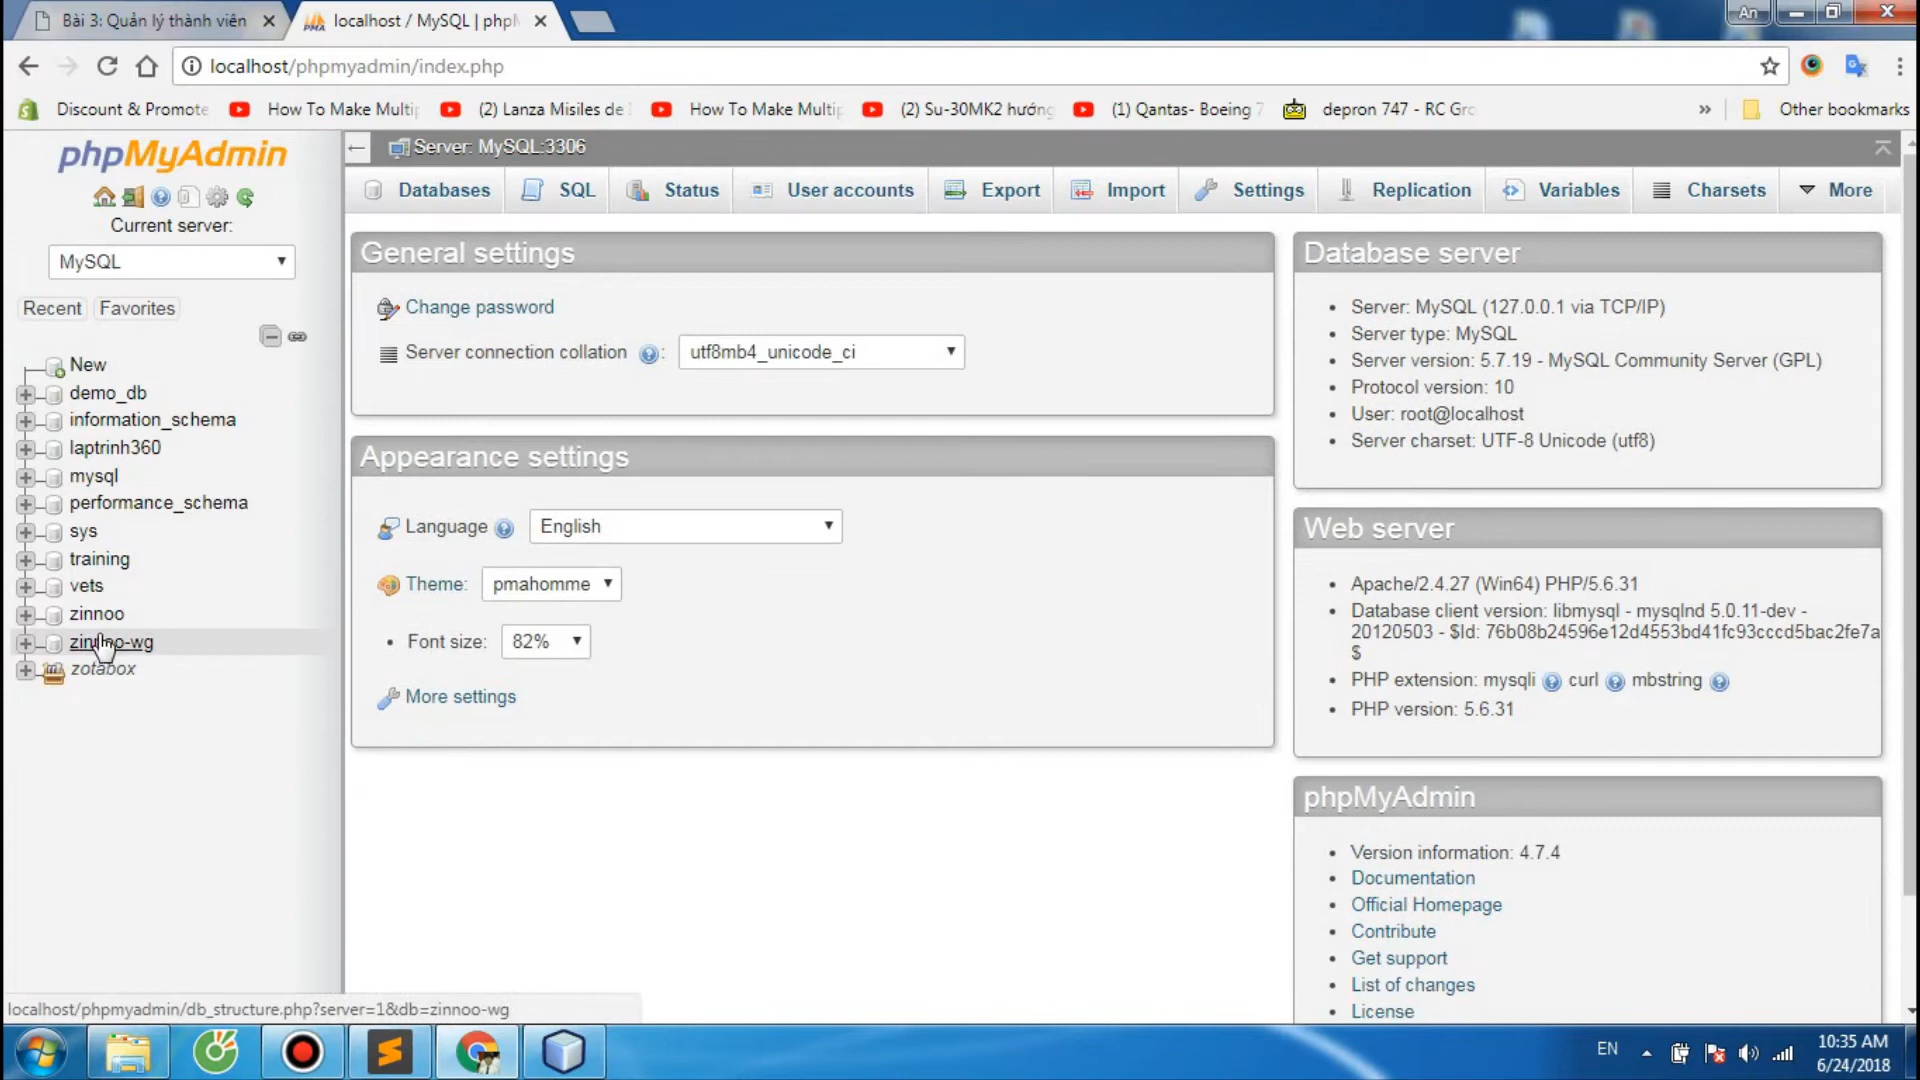 Bài 3: Quản lý thành viên
localhost / MySQL | phpM
An
localhost/phpmyadmin/index.php
Discount & Promote
How To Make Multip
(2) Lanza Misiles de
How To Make Multip
(2) Su-30MK2 hướng
(1) Qantas- Boeing 7
depron 747 - RC Gro
»
Other bookmarks
phpMyAdmin
Current server:
MySQL
Recent
Favorites
New
demo_db
information_schema
laptrinh360
mysql
performance_schema
sys
training
vets
zinnoo
zinnoo-wg
zotabox
Server: MySQL:3306
Databases
SQL
Status
User accounts
Export
Import
Settings
Replication
Variables
Charsets
More
General settings
Change password
Server connection collation :
utf8mb4_unicode_ci
Appearance settings
Language
English
Theme:
pmahomme
• Font size:
82%
More settings
Database server
• Server: MySQL (127.0.0.1 via TCP/IP)
• Server type: MySQL
• Server version: 5.7.19 - MySQL Community Server (GPL)
• Protocol version: 10
• User: root@localhost
• Server charset: UTF-8 Unicode (utf8)
Web server
• Apache/2.4.27 (Win64) PHP/5.6.31
• Database client version: libmysql - mysqlnd 5.0.11-dev -
20120503 - $Id: 76b08b24596e12d4553bd41fc93cccd5bac2fe7a
$
• PHP extension: mysqli curl mbstring
• PHP version: 5.6.31
phpMyAdmin
• Version information: 4.7.4
• Documentation
• Official Homepage
• Contribute
• Get support
• List of changes
• License
localhost/phpmyadmin/db_structure.php?server=1&db=zinnoo-wg
EN
10:35 AM
6/24/2018